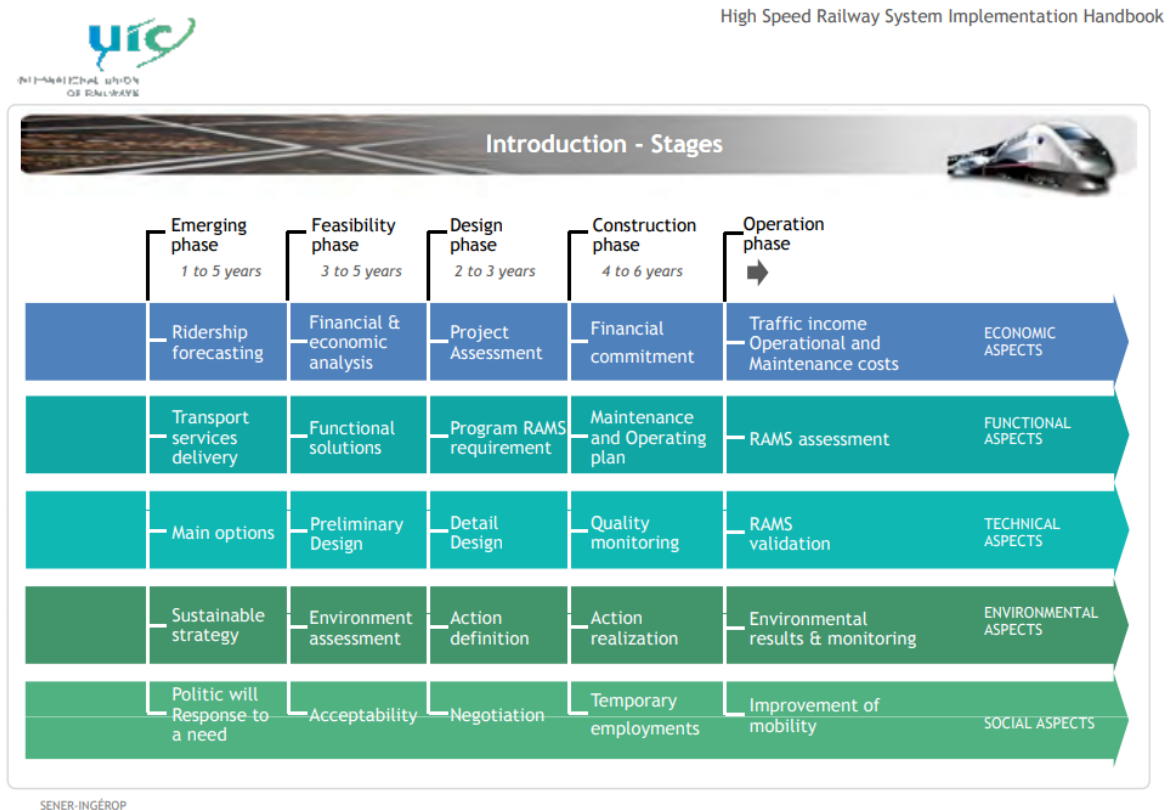 High Speed Railway System Implementation Handbook
uic
INTERNATIONAL UNION
OF RAILWAYS
Introduction - Stages
Emerging
phase
1 to 5 years
Feasibility
phase
3 to 5 years
Design
phase
2 to 3 years
Construction
phase
4 to 6 years
Operation
phase
Ridership
forecasting
Financial &
economic
analysis
Project
Assessment
Financial
commitment
Traffic income
Operational and
Maintenance costs
ECONOMIC
ASPECTS
Transport
services
delivery
Functional
solutions
Program RAMS
requirement
Maintenance
and Operating
plan
RAMS assessment
FUNCTIONAL
ASPECTS
Main options
Preliminary
Design
Detail
Design
Quality
monitoring
RAMS
validation
TECHNICAL
ASPECTS
Sustainable
strategy
Environment
assessment
Action
definition
Action
realization
Environmental
results & monitoring
ENVIRONMENTAL
ASPECTS
Politic will
Response to
a need
Acceptability
Negotiation
Temporary
employments
Improvement of
mobility
SOCIAL ASPECTS
SENER-INGÉROP